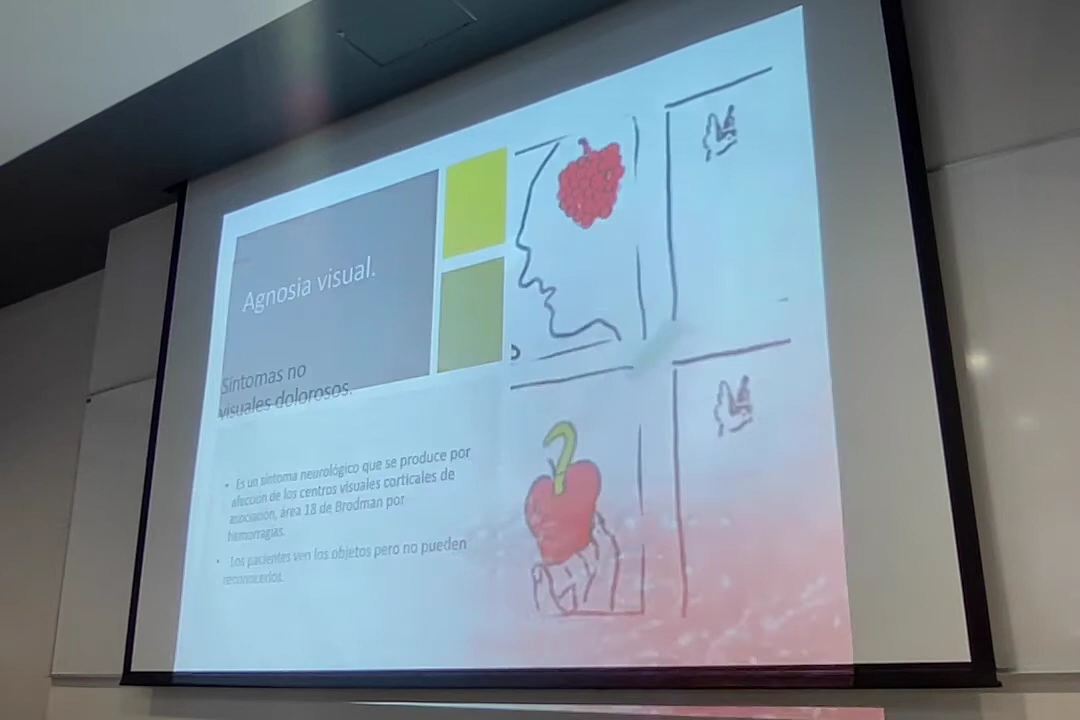 Agnosia visual.
Síntomas no
visuales dolorosos.
• Es un síntoma neurológico que se produce por
afección de los centros visuales corticales de
asociación, área 18 de Brodman por
hemorragias.
• Los pacientes ven los objetos pero no pueden
reconocerlos.